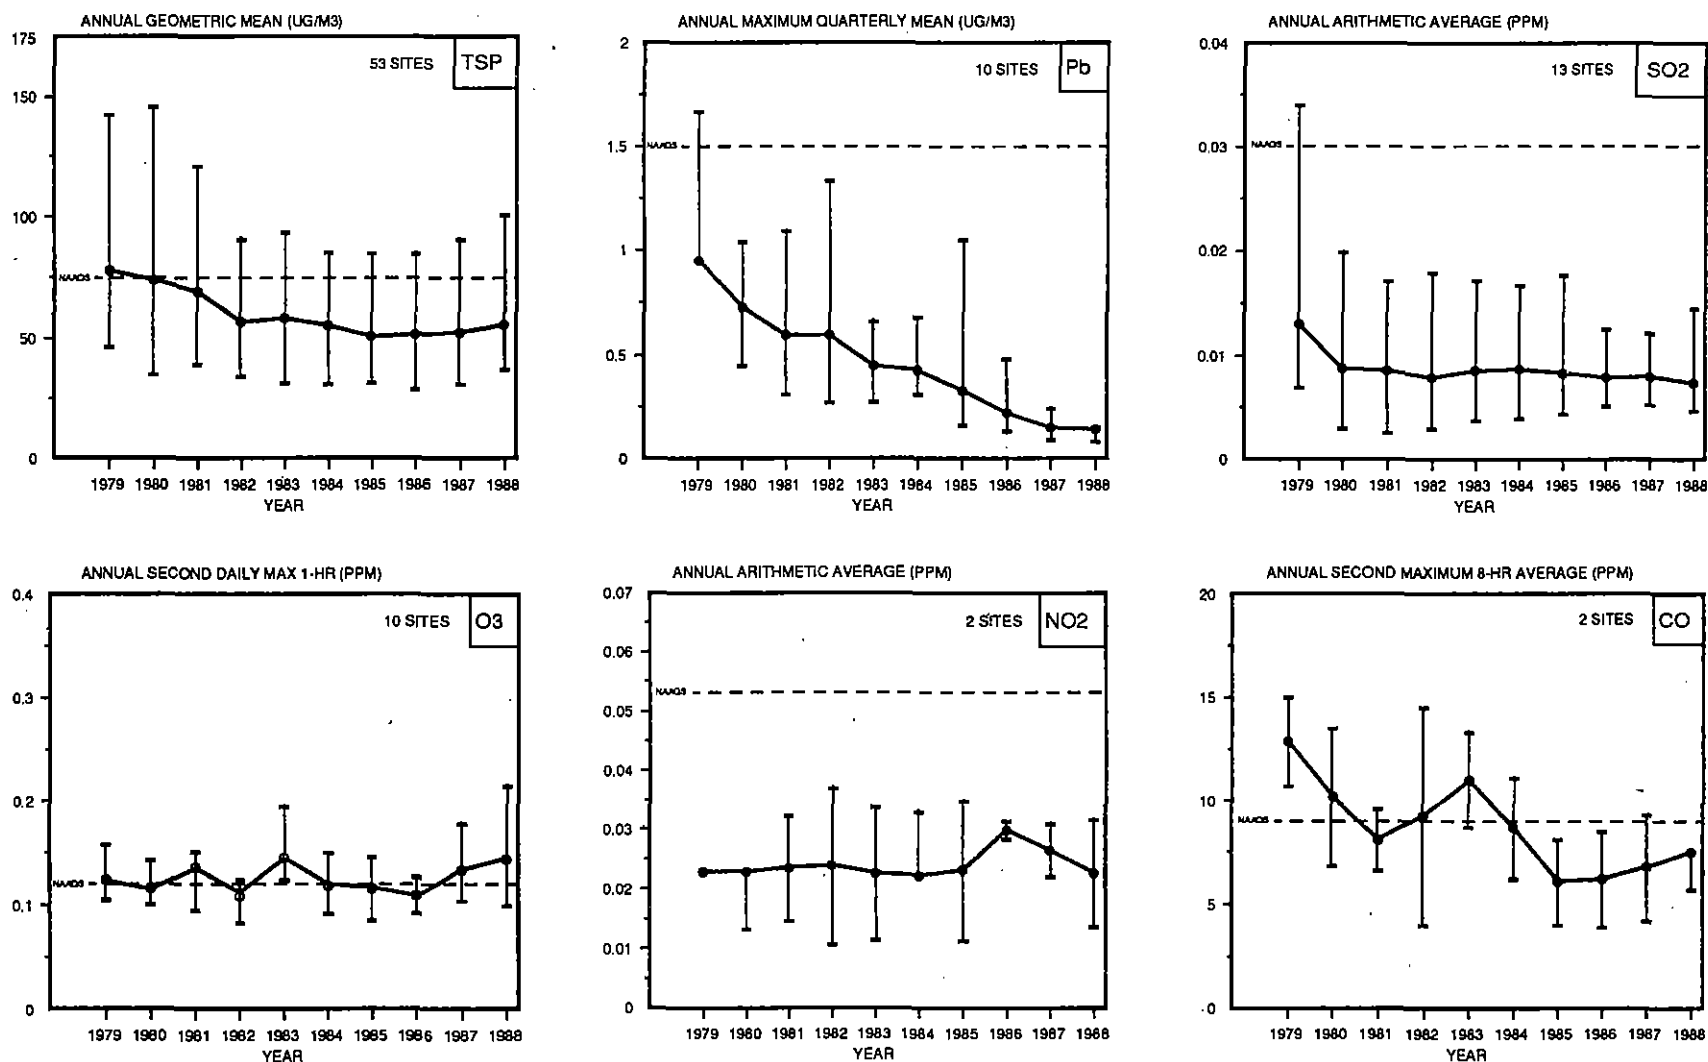 ANNUAL GEOMETRIC MEAN (UG/M3)
175
150
100
50
0
53 SITES
TSP
NAAQS
1979 1980 1981 1982 1983 1984 1985 1986 1987 1988
YEAR
ANNUAL MAXIMUM QUARTERLY MEAN (UG/M3)
2
1.5
1
0.5
0
10 SITES
Pb
NAAQS
1979 1980 1981 1982 1983 1984 1985 1986 1987 1988
YEAR
ANNUAL ARITHMETIC AVERAGE (PPM)
0.04
0.03
0.02
0.01
0
13 SITES
SO2
NAAQS
1979 1980 1981 1982 1983 1984 1985 1986 1987 1988
YEAR
ANNUAL SECOND DAILY MAX 1-HR (PPM)
0.4
0.3
0.2
0.1
0
10 SITES
O3
NAAQS
1979 1980 1981 1982 1983 1984 1985 1986 1987 1988
YEAR
ANNUAL ARITHMETIC AVERAGE (PPM)
0.07
0.06
0.05
0.04
0.03
0.02
0.01
0
2 SITES
NO2
NAAQS
1979 1980 1981 1982 1983 1984 1985 1986 1987 1988
YEAR
ANNUAL SECOND MAXIMUM 8-HR AVERAGE (PPM)
20
15
10
5
0
2 SITES
CO
NAAQS
1979 1980 1981 1982 1983 1984 1985 1986 1987 1988
YEAR